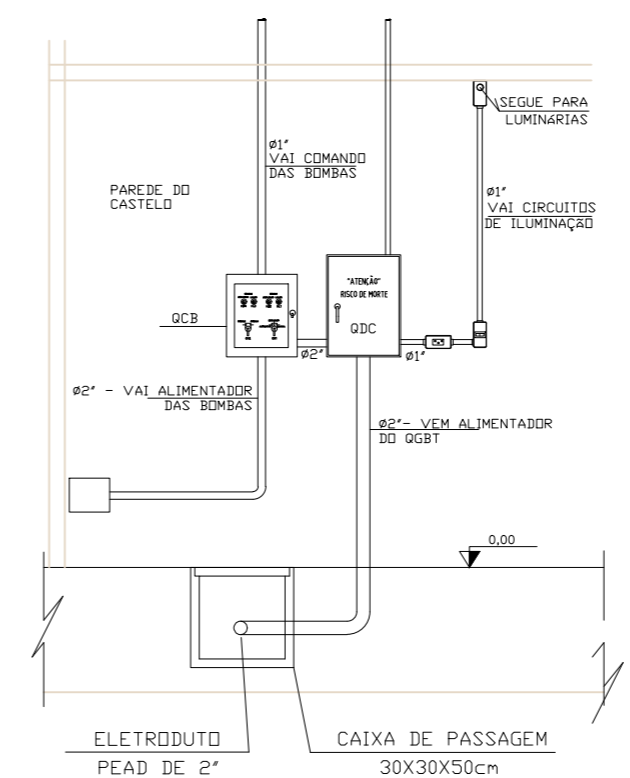 SEGUE PARA
LUMINáRIAS
ø1"
VAI COMANDO
DAS BOMBAS
PAREDE DO
CASTELO
ø1"
VAI CIRCUITOS
DE ILUMINAÇÃO
"ATENÇÃO"
RISCO DE MORTE
QCB
QDC
ø2"
ø1"
ø2" - VAI ALIMENTADOR
DAS BOMBAS
ø2"- VEM ALIMENTADOR
DO QGBT
0,00
ELETRODUTO
PEAD DE 2"
CAIXA DE PASSAGEM
30X30X50cm